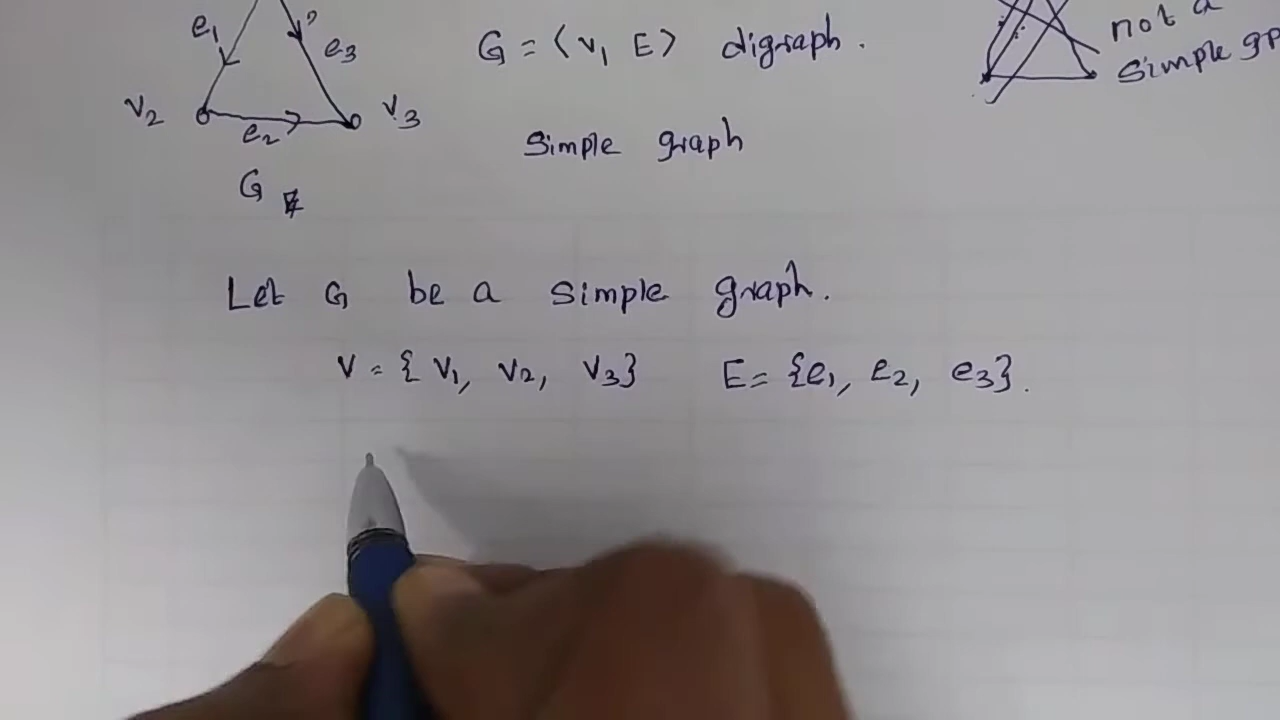 e1
e3
G = ⟨v, E⟩ digraph.
not a
simple
v2
e2
v3
Simple graph
G
Let G be a simple graph.
V = { v1, v2, v3} E = {e1, e2, e3}.